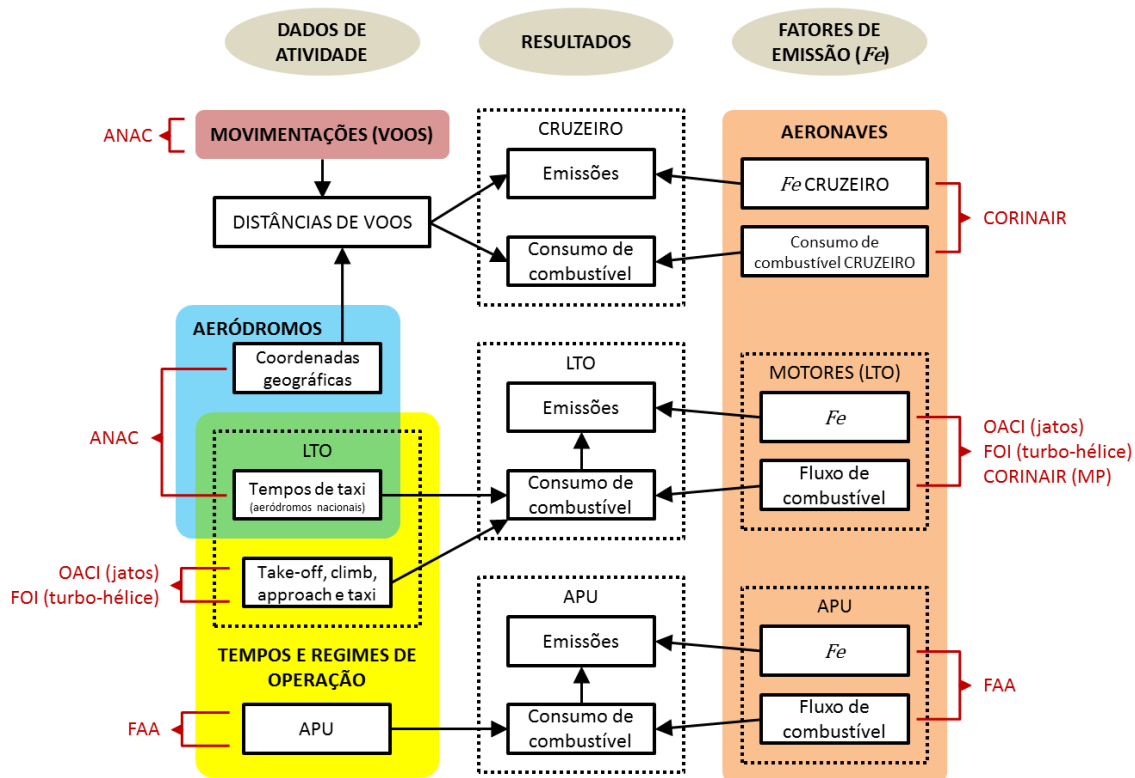 DADOS DE
ATIVIDADE
RESULTADOS
FATORES DE
EMISSÃO (Fe)
ANAC
MOVIMENTAÇÕES (VOOS)
DISTÂNCIAS DE VOOS
CRUZEIRO
Emissões
Consumo de
combustível
AERONAVES
Fe CRUZEIRO
Consumo de
combustível CRUZEIRO
CORINAIR
AERÓDROMOS
Coordenadas
geográficas
ANAC
LTO
Tempos de taxi
(aeródromos nacionais)
OACI (jatos)
FOI (turbo-hélice)
Take-off, climb,
approach e taxi
LTO
Emissões
Consumo de
combustível
MOTORES (LTO)
Fe
Fluxo de
combustível
OACI (jatos)
FOI (turbo-hélice)
CORINAIR (MP)
TEMPOS E REGIMES DE
OPERAÇÃO
FAA
APU
APU
Emissões
Consumo de
combustível
APU
Fe
Fluxo de
combustível
FAA